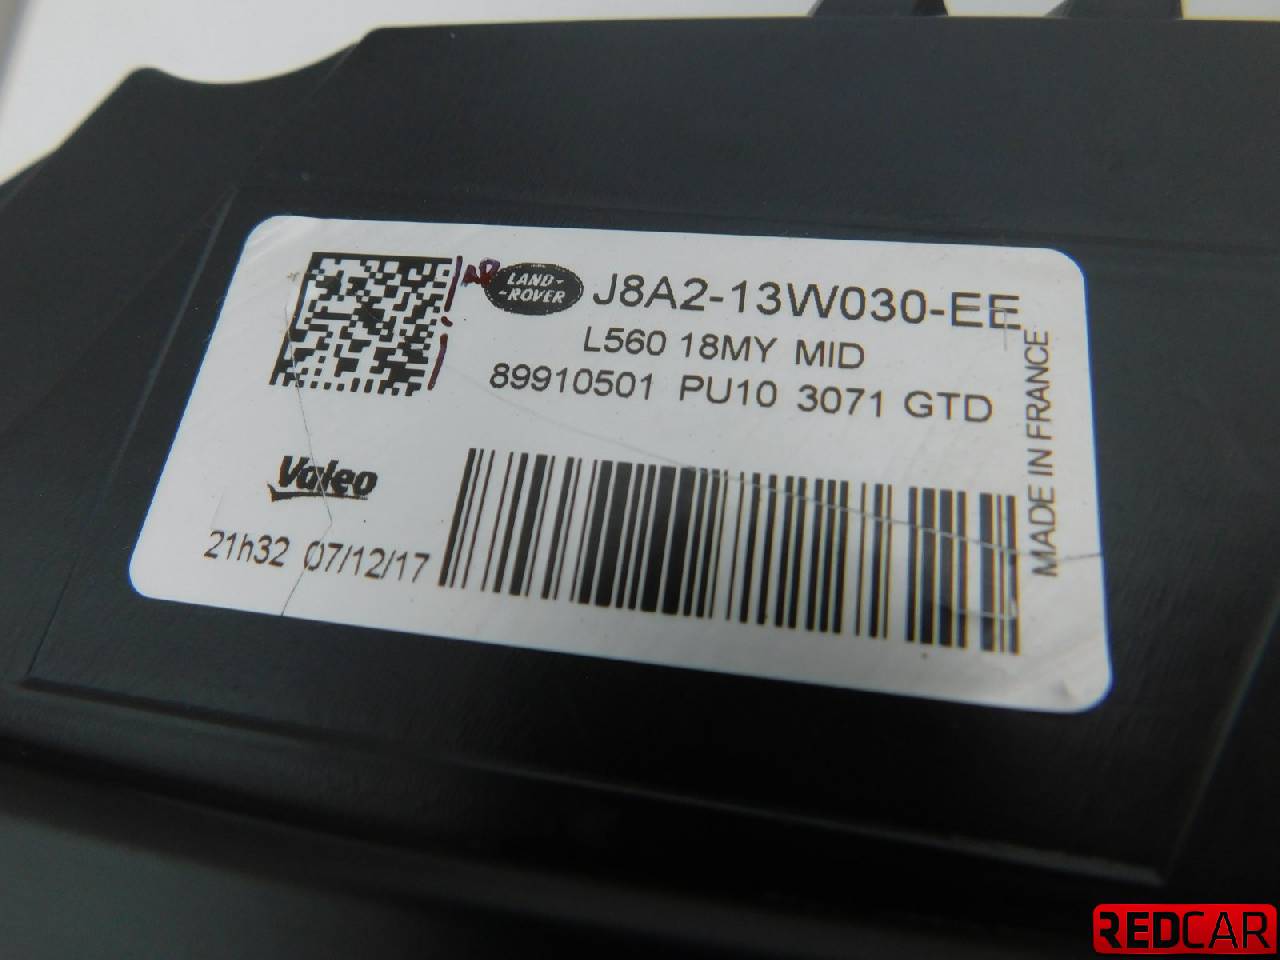 LAND-
-ROVER
J8A2-13W030-EE
L560 18MY MID
89910501 PU10 3071 GTD
MADE IN FRANCE
Valeo
21h32 07/12/17
REDCAR